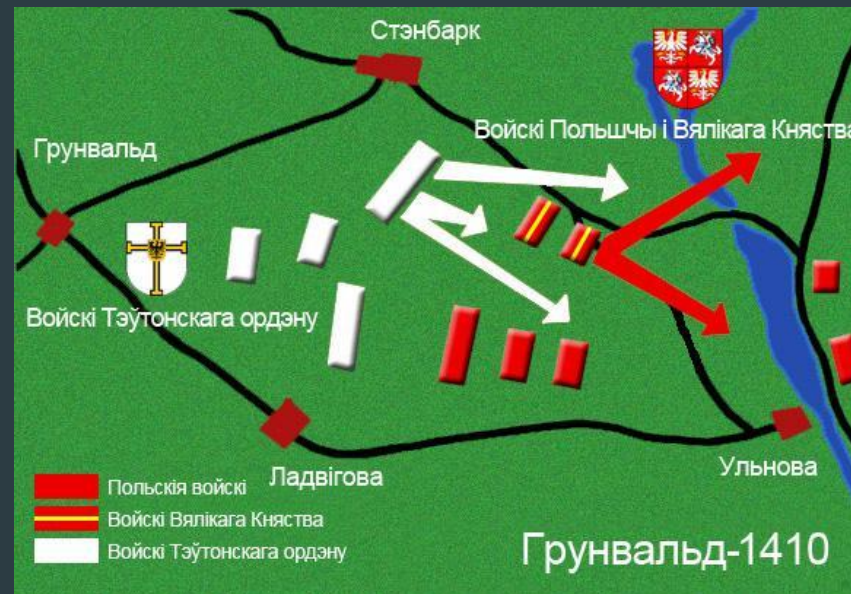 Стэнбарк
Войскі Польшчы і Вялікага Княства
Грунвальд
Войскі Тэўтонскага ордэну
Ладвігова
Ульнова
Польскія войскі
Войскі Вялікага Княства
Войскі Тэўтонскага ордэну
Грунвальд-1410